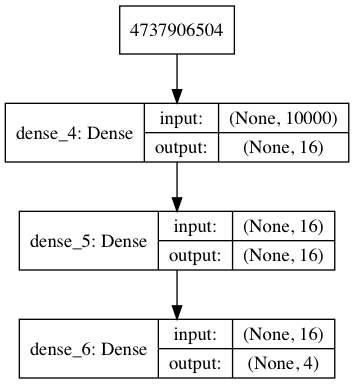 4737906504
dense_4: Dense
input:
(None, 10000)
output:
(None, 16)
dense_5: Dense
input:
(None, 16)
output:
(None, 16)
dense_6: Dense
input:
(None, 16)
output:
(None, 4)